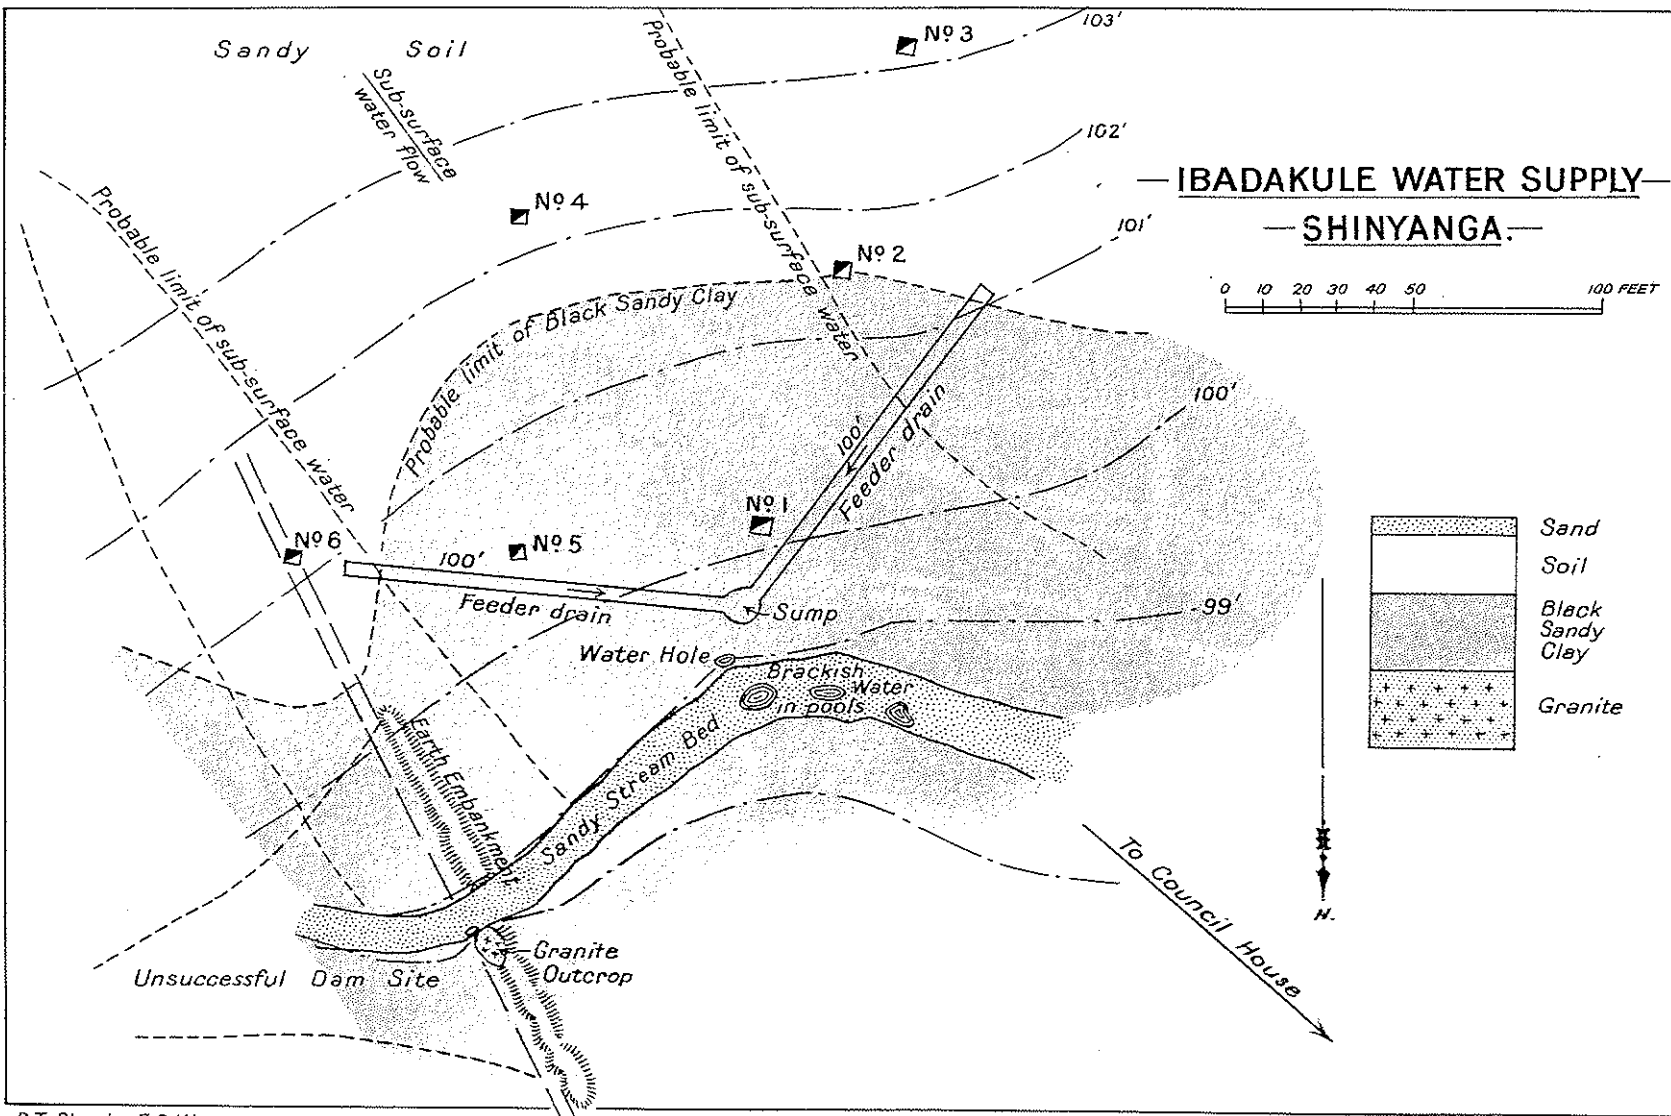 Sandy Soil
Sub-surface
water flow
Probable limit of sub-surface water
Nº 3
103'
102'
— IBADAKULE WATER SUPPLY —
— SHINYANGA. —
0 10 20 30 40 50 100 FEET
Probable limit of sub-surface water
Nº 4
Nº 2
101'
Probable limit of Black Sandy Clay
100'
100'
Feeder drain
Nº 1
Nº 6
Nº 5
100'
Feeder drain
Sump
99'
Water Hole
Brackish
Water
in pools
Sand
Soil
Black
Sandy
Clay
Granite
Earth Embankment
Sandy Stream Bed
To Council House
N.
Granite
Outcrop
Unsuccessful Dam Site